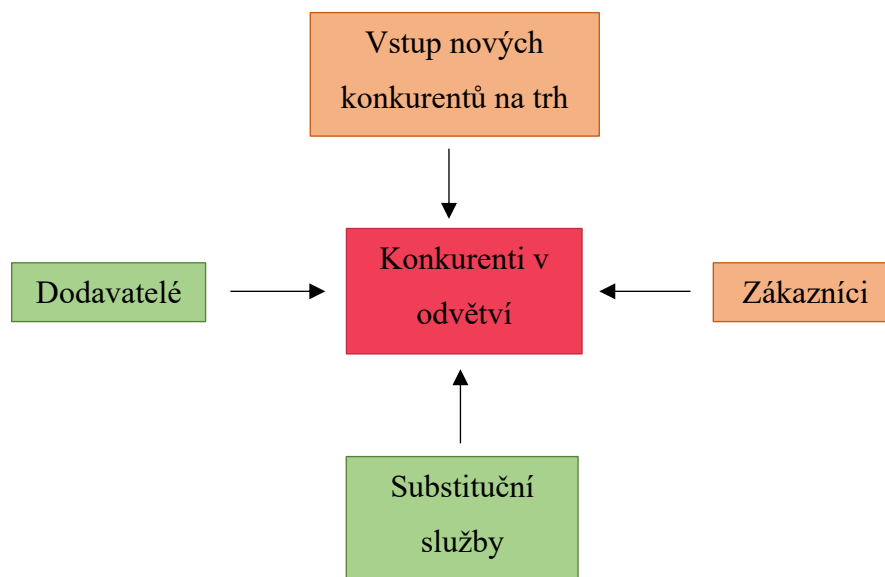 Vstup nových
konkurentů na trh
Konkurenti v
odvětví
Dodavatelé
Zákazníci
Substituční
služby